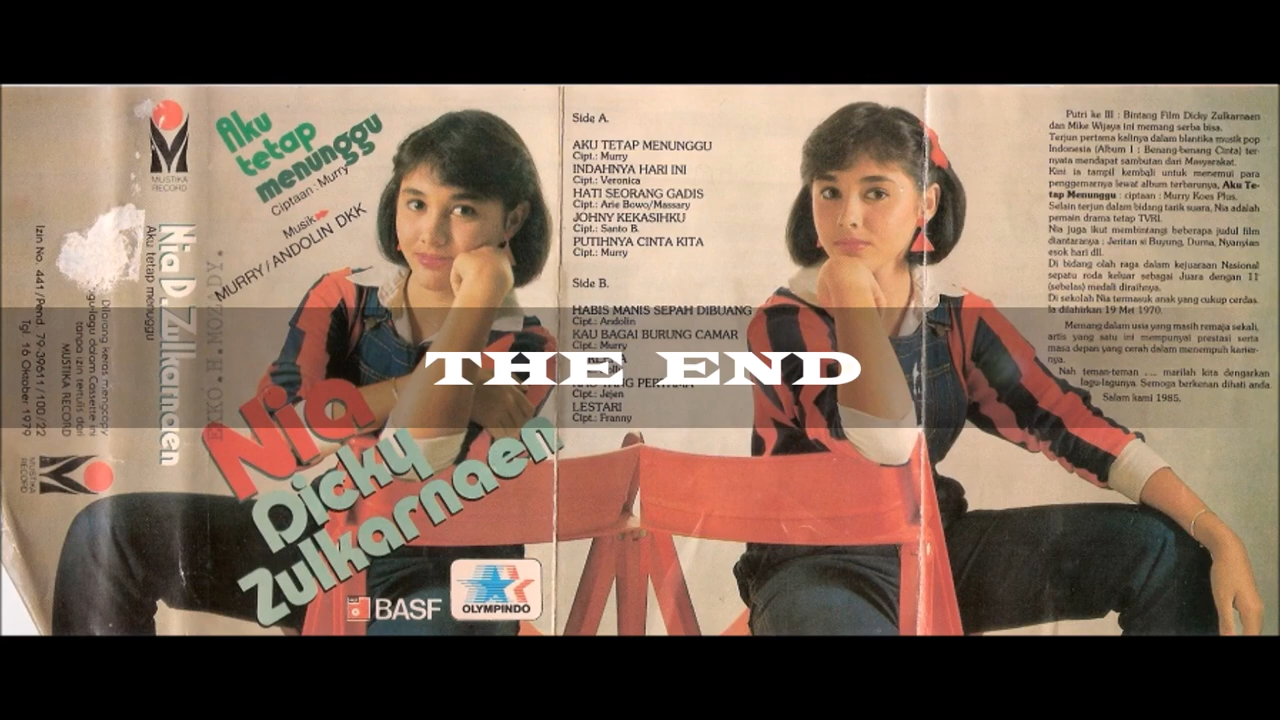 MUSTIKA
RECORD
Nia D. Zulkarnaen
Aku tetap menuggu
Dilarang keras mengcopy
lagu-lagu dalam Cassette ini
tanpa izin tertulis dari
MUSTIKA RECORD
Izin No. 441/Pend. 79-39611/100/22
Tgl. 16 Oktober 1979
MUSTIKA
RECORD
EKKO.H.MOZADY.
Aku
tetap
menunggu
Ciptaan : Murry
Musik
MURRY/ANDOLIN DKK
Nia
Dicky
Zulkarnaen
BASF
OLYMPINDO
Side A.
AKU TETAP MENUNGGU
Cipt.: Murry
INDAHNYA HARI INI
Cipt.: Veronica
HATI SEORANG GADIS
Cipt.: Arie Bowo/Massary
JOHNY KEKASIHKU
Cipt.: Santo B.
PUTIHNYA CINTA KITA
Cipt.: Murry
Side B.
HABIS MANIS SEPAH DIBUANG
Cipt.: Andolin
KAU BAGAI BURUNG CAMAR
Cipt.: Murry
THE END
KAU YANG PERTAMA
Cipt.: Jejen
LESTARI
Cipt.: Franny
Putri ke III : Bintang Film Dicky Zulkarnaen
dan Mike Wijaya ini memang serba bisa.
Terjun pertama kalinya dalam blantika musik pop
Indonesia (Album I : Benang-benang Cinta) ter-
nyata mendapat sambutan dari Masyarakat.
Kini ia tampil kembali untuk menemui para
penggemarnya lewat album terbarunya, Aku Te-
tap Menunggu : ciptaan : Murry Koes Plus.
Selain terjun dalam bidang tarik suara, Nia adalah
pemain drama tetap TVRI.
Nia juga ikut membintangi beberapa judul film
diantaranya : Jeritan si Buyung, Durna, Nyanyian
esok hari dll.
Di bidang olah raga dalam kejuaraan Nasional
sepatu roda keluar sebagai Juara dengan 11
(sebelas) medali diraihnya.
Di sekolah Nia termasuk anak yang cukup cerdas.
Ia dilahirkan 19 Mei 1970.
Memang dalam usia yang masih remaja sekali,
artis yang satu ini mempunyai prestasi serta
masa depan yang cerah dalam menempuh karier-
nya.
Nah teman-teman .... marilah kita dengarkan
lagu-lagunya. Semoga berkenan dihati anda.
Salam kami 1985.